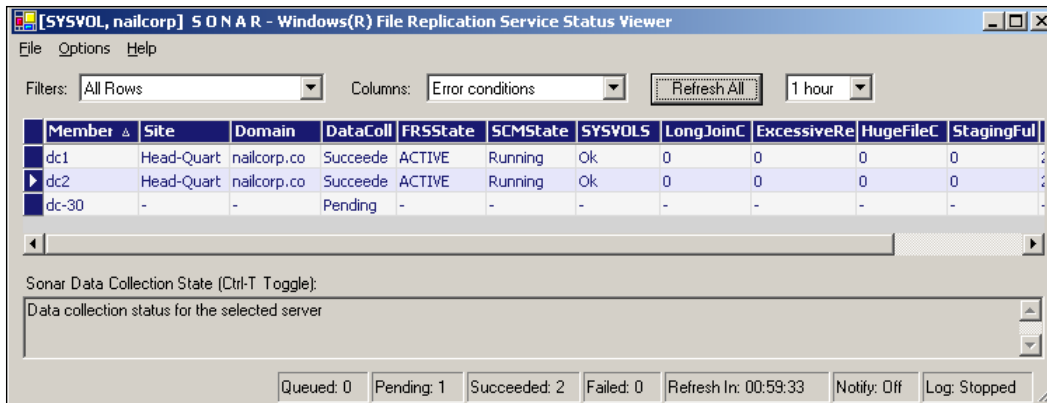 [SYSVOL, nailcorp] S O N A R - Windows(R) File Replication Service Status Viewer
File Options Help
Filters: All Rows Columns: Error conditions Refresh All 1 hour
Member Site Domain DataColl FRSState SCMState SYSVOLS LongJoinC ExcessiveRe HugeFileC StagingFul
dc1 Head-Quart nailcorp.co Succeede ACTIVE Running Ok 0 0 0 0
dc2 Head-Quart nailcorp.co Succeede ACTIVE Running Ok 0 0 0 0
dc-30 - - Pending - - - - - - -
Sonar Data Collection State (Ctrl-T Toggle):
Data collection status for the selected server
Queued: 0 Pending: 1 Succeeded: 2 Failed: 0 Refresh In: 00:59:33 Notify: Off Log: Stopped